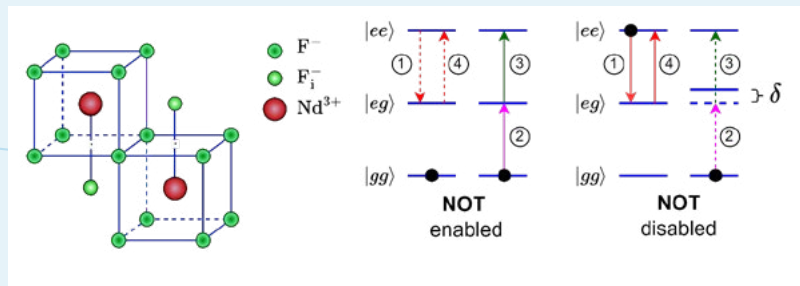 F⁻
Fᵢ⁻
Nd³⁺
|ee⟩
① ④ ③
|eg⟩
②
|gg⟩
NOT
enabled
|ee⟩
① ④ ③
} δ
|eg⟩
②
|gg⟩
NOT
disabled